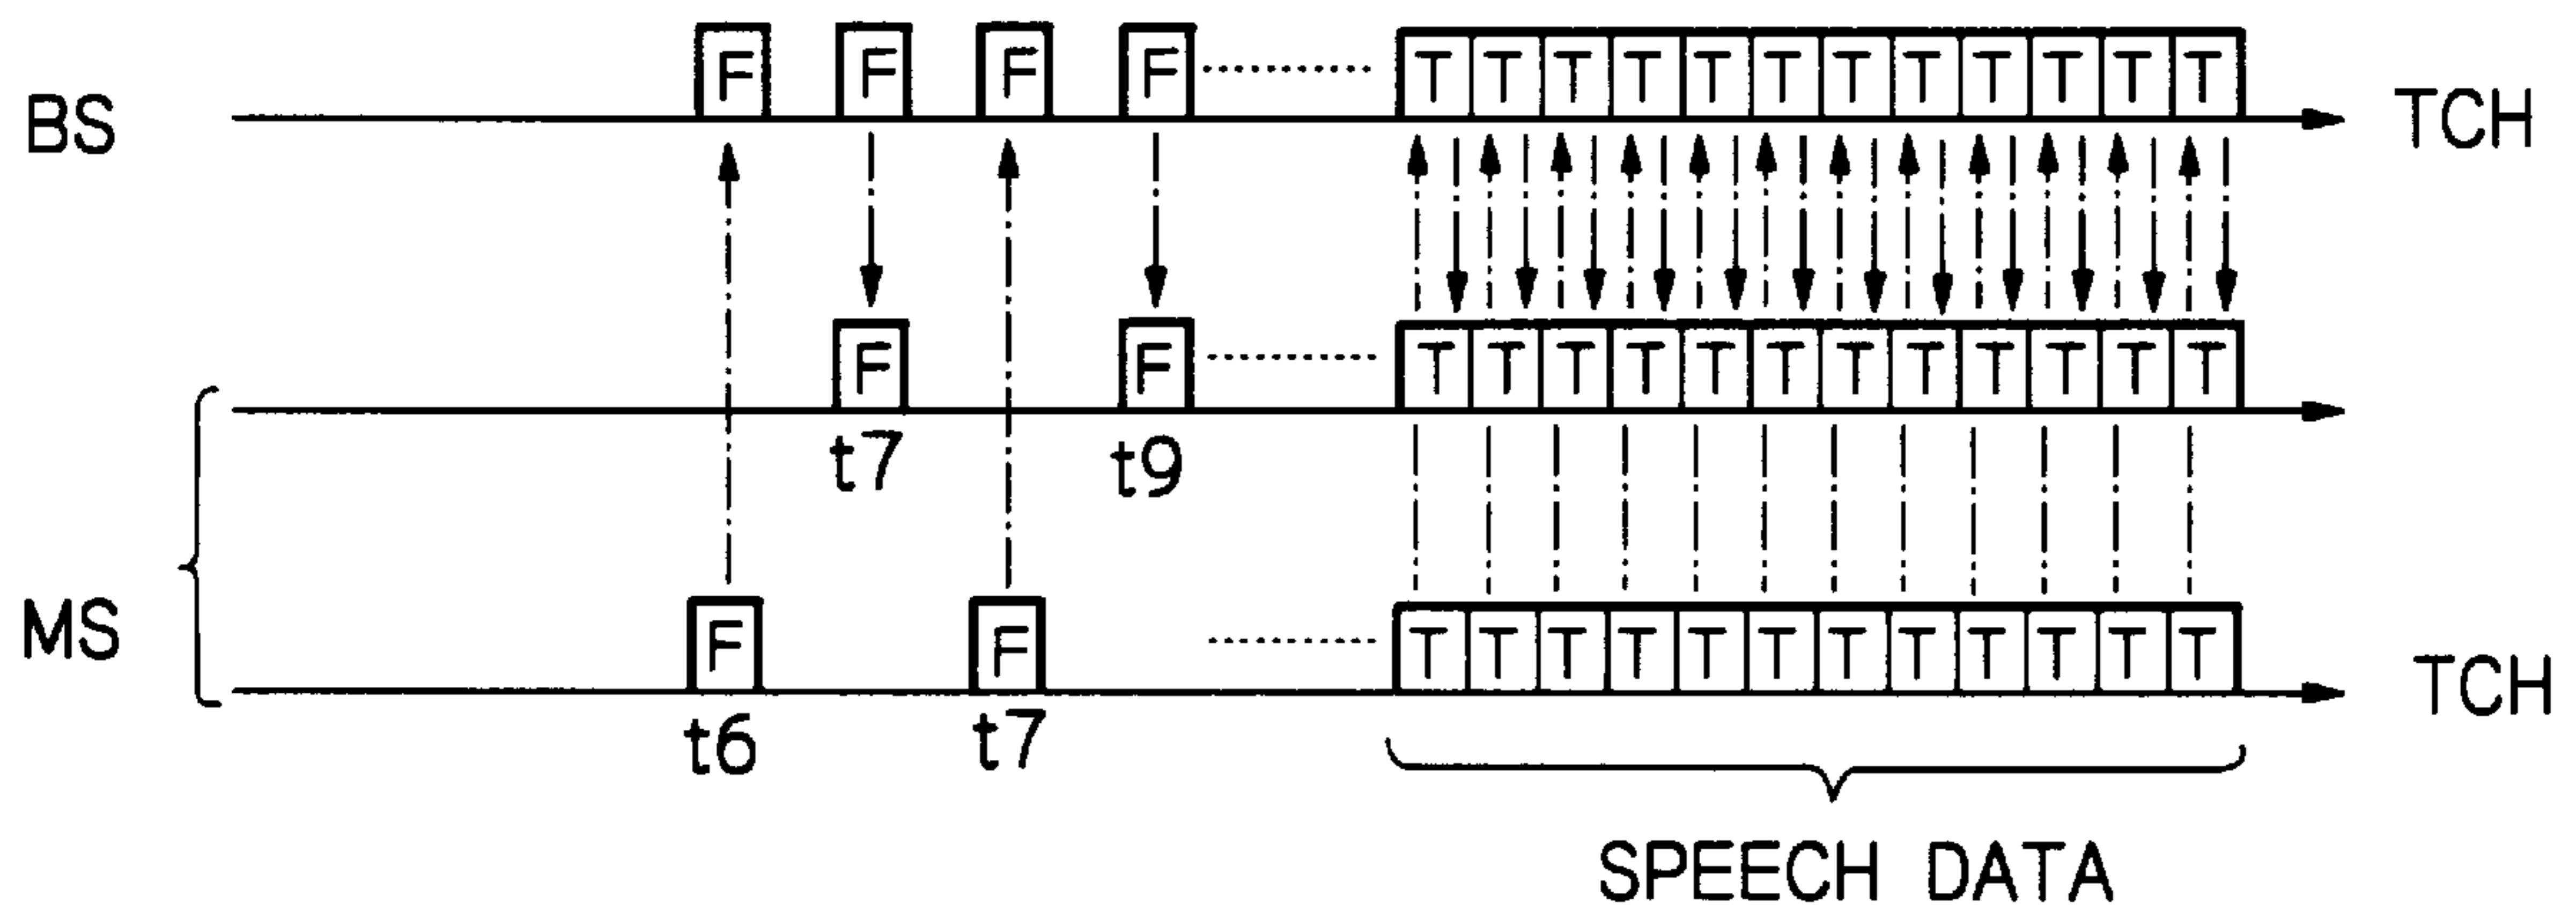 F F F F T T T T T T T T T T T T
BS TCH
F F T T T T T T T T T T T T
t7 t9
MS F F T T T T T T T T T T T T
TCH
t6 t7
SPEECH DATA